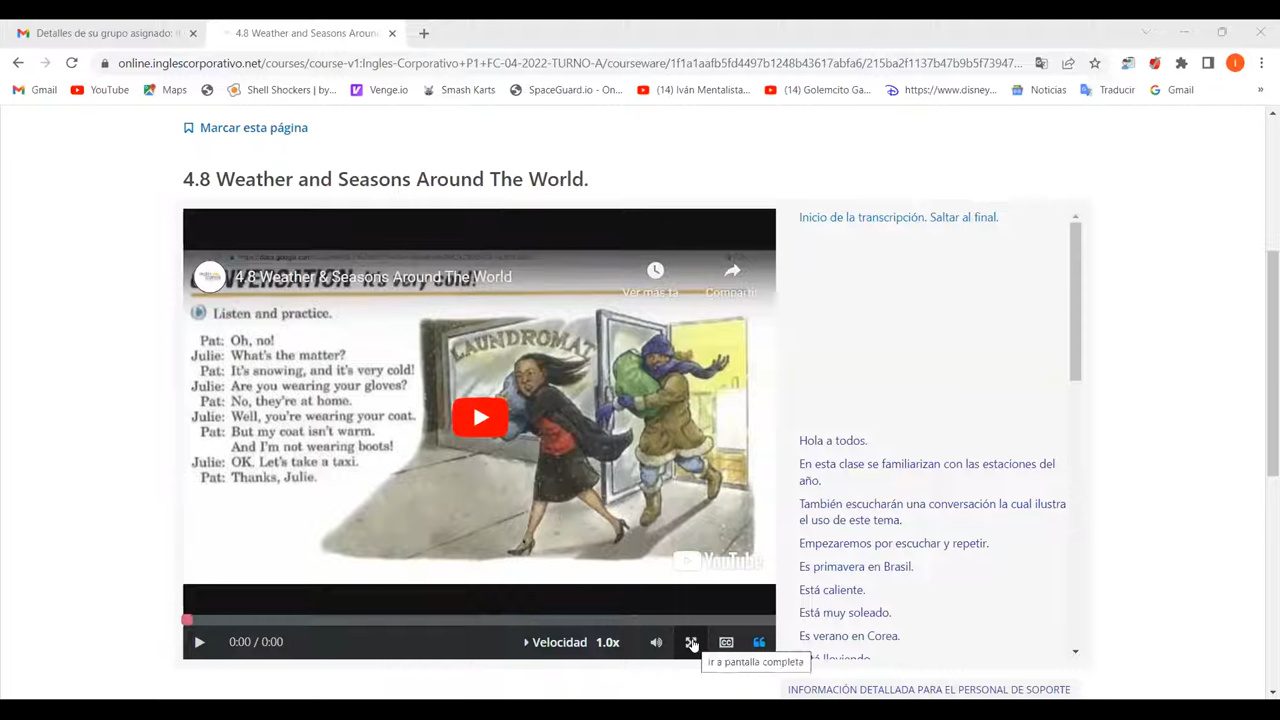 Detalles de su grupo asignado: I
4.8 Weather and Seasons Aroun
online.inglescorporativo.net/courses/course-v1:Ingles-Corporativo+P1+FC-04-2022-TURNO-A/courseware/1f1a1aafb5fd4497b1248b43617abfa6/215ba2f1137b47b9b5f73947...
Gmail YouTube Maps Shell Shockers | by... Venge.io Smash Karts SpaceGuard.io - On... (14) Iván Mentalista... (14) Golemcito Ga... https://www.disney... Noticias Traducir Gmail »
Marcar esta página
4.8 Weather and Seasons Around The World.
4.8 Weather & Seasons Around The World
Ver más ta
Comparti
Listen and practice.
Pat: Oh, no!
Julie: What's the matter?
Pat: It's snowing, and it's very cold!
Julie: Are you wearing your gloves?
Pat: No, they're at home.
Julie: Well, you're wearing your coat.
Pat: But my coat isn't warm.
And I'm not wearing boots!
Julie: OK. Let's take a taxi.
Pat: Thanks, Julie.
LAUNDROMAT
YouTube
0:00 / 0:00
Velocidad 1.0x
CC
ir a pantalla completa
Inicio de la transcripción. Saltar al final.
Hola a todos.
En esta clase se familiarizan con las estaciones del
año.
También escucharán una conversación la cual ilustra
el uso de este tema.
Empezaremos por escuchar y repetir.
Es primavera en Brasil.
Está caliente.
Está muy soleado.
Es verano en Corea.
Está lloviendo.
INFORMACIÓN DETALLADA PARA EL PERSONAL DE SOPORTE